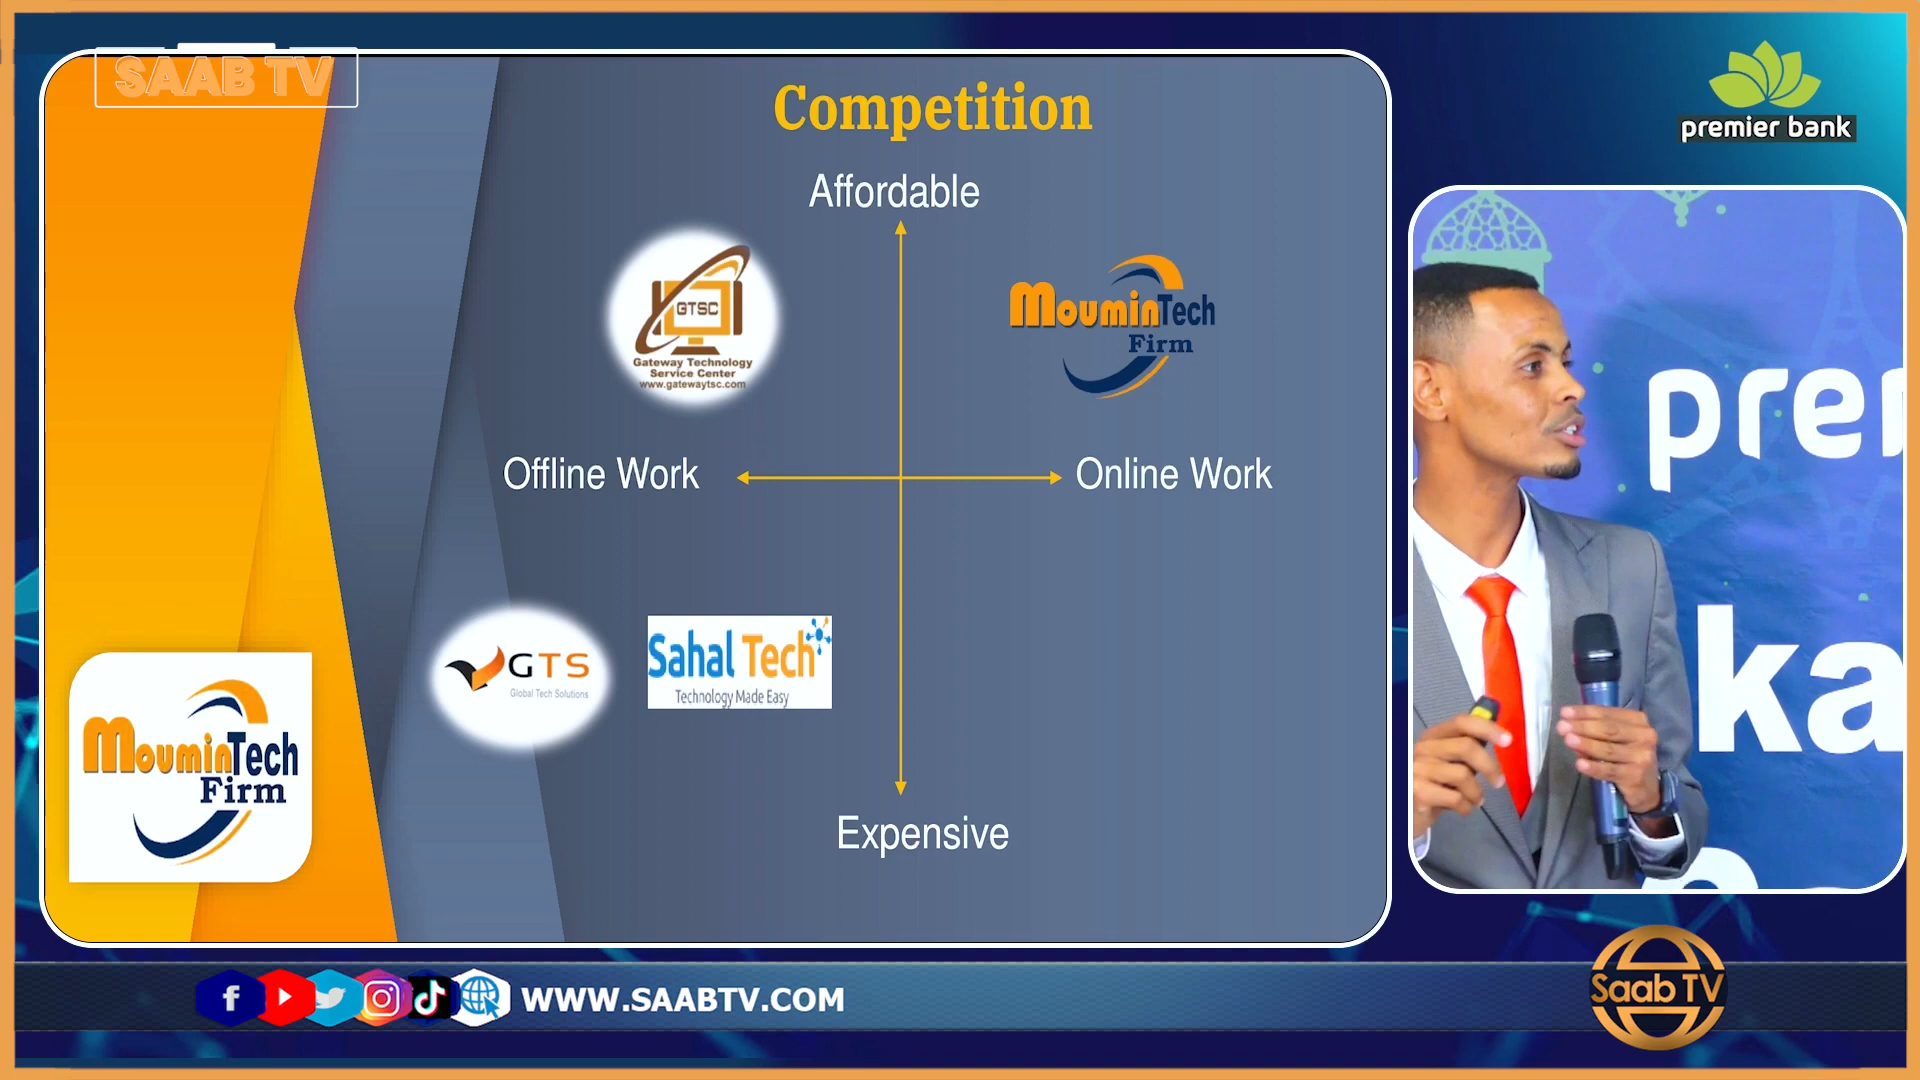 SAAB TV
Competition
premier bank
Affordable
GTSC
Gateway Technology
Service Center
www.gatewaytsc.com
MouminTech
Firm
Offline Work
Online Work
GTS
Global Tech Solutions
Sahal Tech
Technology Made Easy
MouminTech
Firm
Expensive
prer
ka
WWW.SAABTV.COM
Saab TV